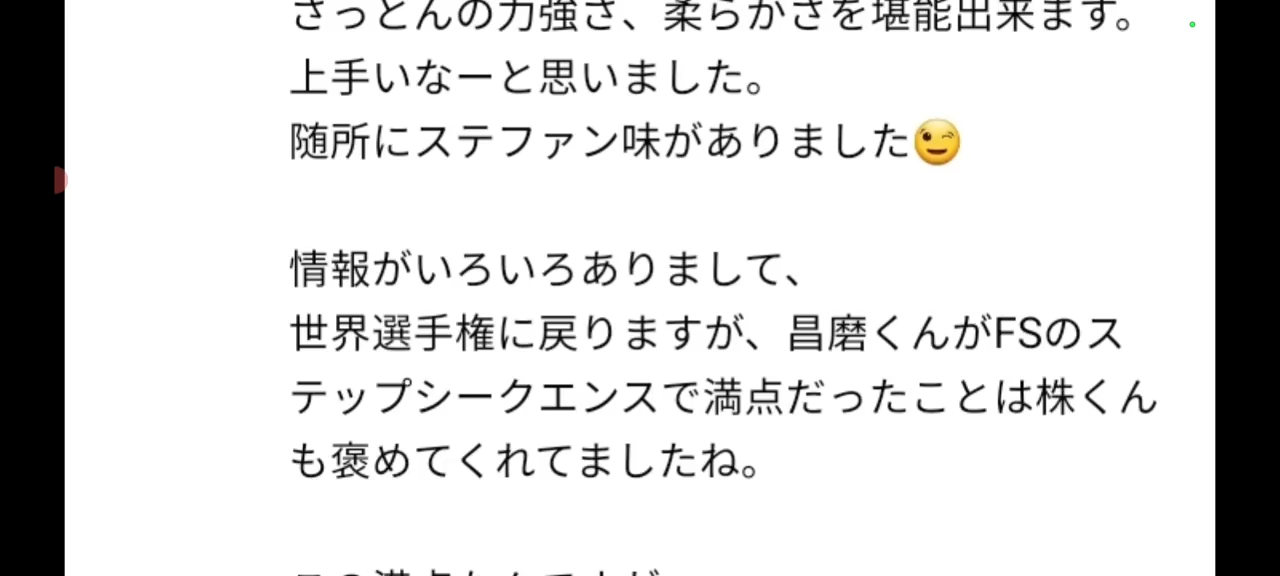 さっとんの力強さ、柔らかさを堪能出来ます。
上手いなーと思いました。
随所にステファン味がありました😉
情報がいろいろありまして、
世界選手権に戻りますが、昌磨くんがFSのス
テップシークエンスで満点だったことは株くん
も褒めてくれてましたね。